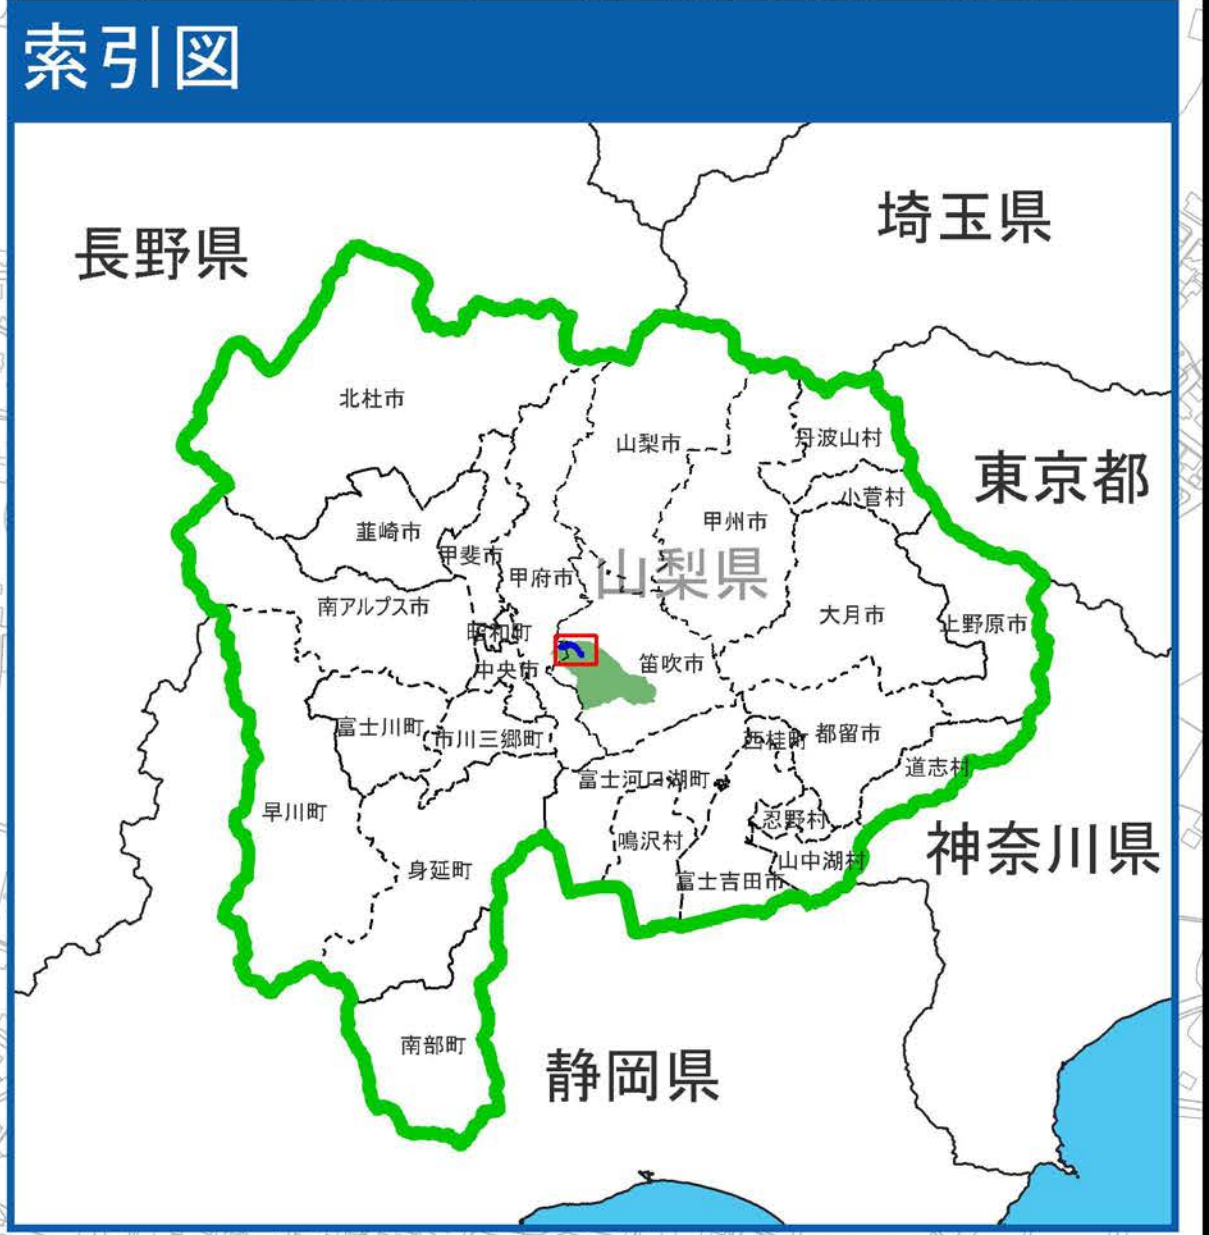 索引図
埼玉県
長野県
北杜市
山梨市
丹波山村
東京都
小菅村
甲州市
韮崎市
甲斐市
甲府市
山梨県
南アルプス市
大月市
上野原市
昭和町
中央市
笛吹市
富士川町
市川三郷町
西桂町
都留市
道志村
富士河口湖町
早川町
忍野村
鳴沢村
神奈川県
山中湖村
身延町
富士吉田市
南部町
静岡県